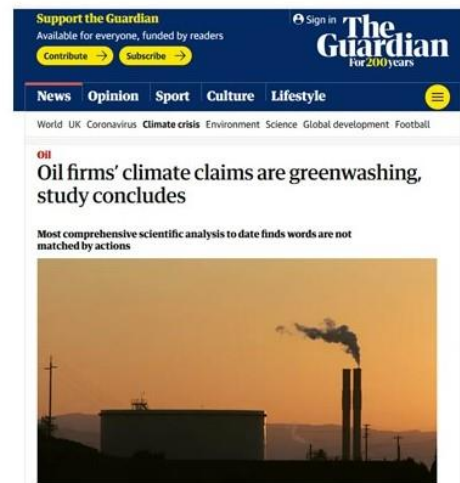 Support the Guardian
Available for everyone, funded by readers
Contribute →
Subscribe →
Sign in
The Guardian
For 200 years
News Opinion Sport Culture Lifestyle
World UK Coronavirus Climate crisis Environment Science Global development Football
Oil
Oil firms’ climate claims are greenwashing,
study concludes
Most comprehensive scientific analysis to date finds words are not
matched by actions